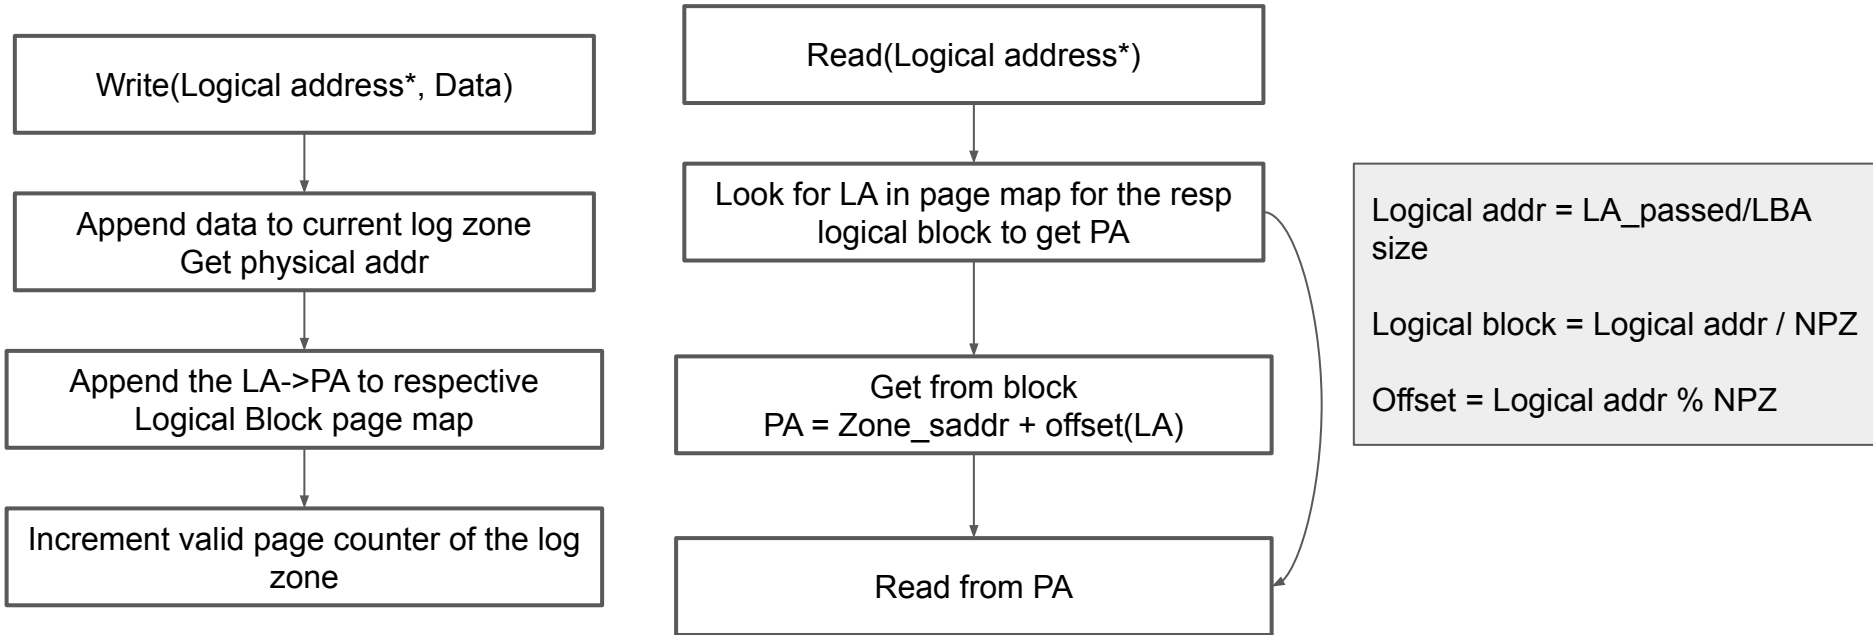 Write(Logical address*, Data)
Append data to current log zone
Get physical addr
Append the LA->PA to respective
Logical Block page map
Increment valid page counter of the log
zone
Read(Logical address*)
Look for LA in page map for the resp
logical block to get PA
Get from block
PA = Zone_saddr + offset(LA)
Read from PA
Logical addr = LA_passed/LBA
size
Logical block = Logical addr / NPZ
Offset = Logical addr % NPZ